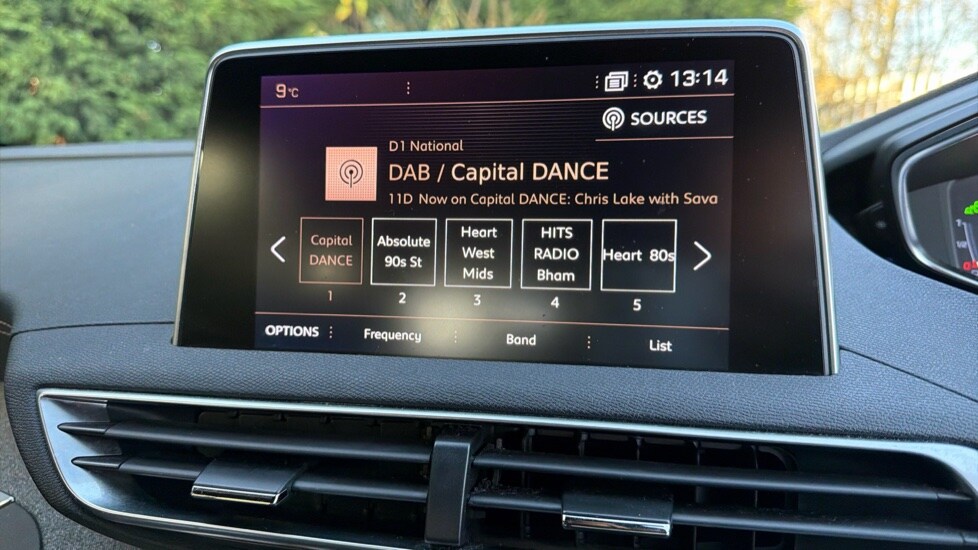 9°C
13:14
SOURCES
D1 National
DAB / Capital DANCE
11D Now on Capital DANCE: Chris Lake with Sava
Capital
DANCE
1
Absolute
90s St
2
Heart
West
Mids
3
HITS
RADIO
Bham
4
Heart 80s
5
OPTIONS
Frequency
Band
List